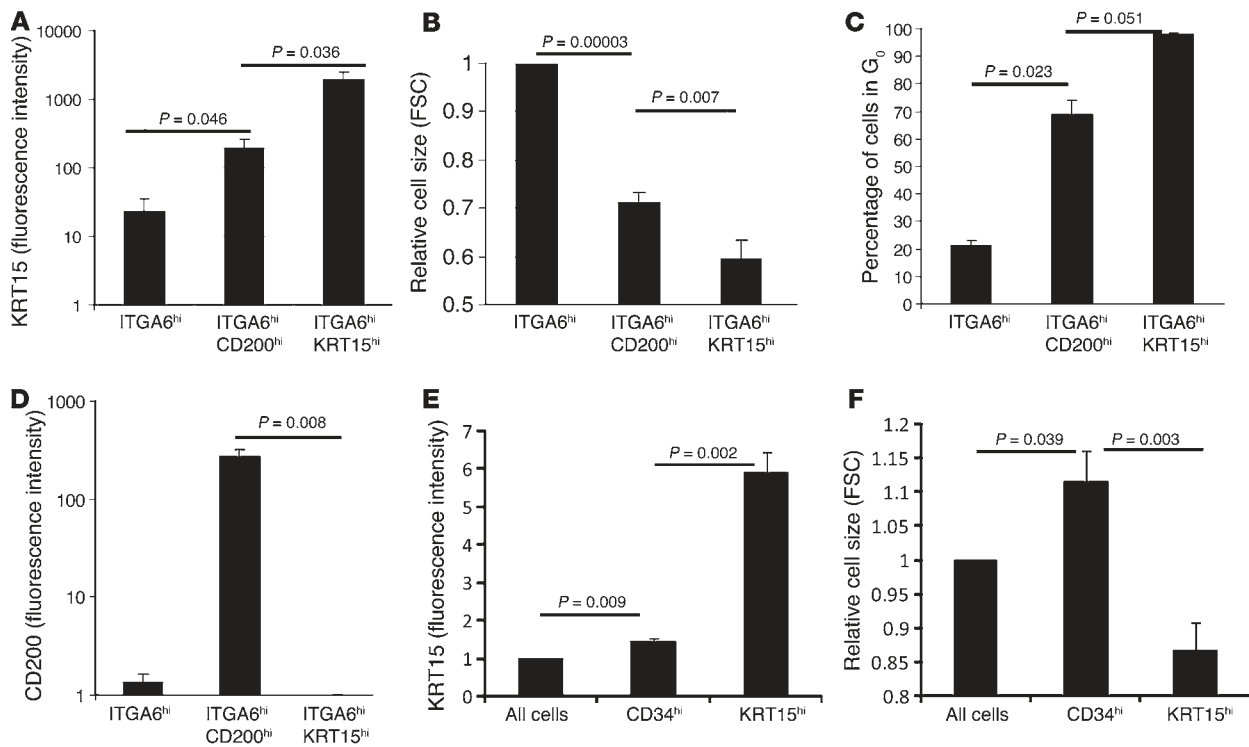 A
KRT15 (fluorescence intensity)
10000
1000
100
10
1
P = 0.046
P = 0.036
ITGA6hi
ITGA6hi
CD200hi
ITGA6hi
KRT15hi
B
Relative cell size (FSC)
1
0.9
0.8
0.7
0.6
0.5
P = 0.00003
P = 0.007
ITGA6hi
ITGA6hi
CD200hi
ITGA6hi
KRT15hi
C
Percentage of cells in G0
100
90
80
70
60
50
40
30
20
10
0
P = 0.023
P = 0.051
ITGA6hi
ITGA6hi
CD200hi
ITGA6hi
KRT15hi
D
CD200 (fluorescence intensity)
1000
100
10
1
P = 0.008
ITGA6hi
ITGA6hi
CD200hi
ITGA6hi
KRT15hi
E
KRT15 (fluorescence intensity)
7
6
5
4
3
2
1
0
P = 0.009
P = 0.002
All cells
CD34hi
KRT15hi
F
Relative cell size (FSC)
1.2
1.15
1.1
1.05
1
0.95
0.9
0.85
0.8
P = 0.039
P = 0.003
All cells
CD34hi
KRT15hi